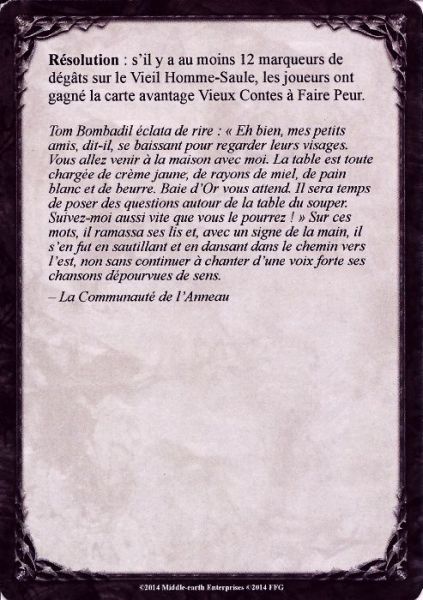 Résolution : s'il y a au moins 12 marqueurs de
dégâts sur le Vieil Homme-Saule, les joueurs ont
gagné la carte avantage Vieux Contes à Faire Peur.
Tom Bombadil éclata de rire : « Eh bien, mes petits
amis, dit-il, se baissant pour regarder leurs visages.
Vous allez venir à la maison avec moi. La table est toute
chargée de crème jaune, de rayons de miel, de pain
blanc et de beurre. Baie d'Or vous attend. Il sera temps
de poser des questions autour de la table du souper.
Suivez-moi aussi vite que vous le pourrez ! » Sur ces
mots, il ramassa ses lis et, avec un signe de la main, il
s'en fut en sautillant et en dansant dans le chemin vers
l'est, non sans continuer à chanter d'une voix forte ses
chansons dépourvues de sens.
– La Communauté de l'Anneau
©2014 Middle-earth Enterprises ©2014 FFG